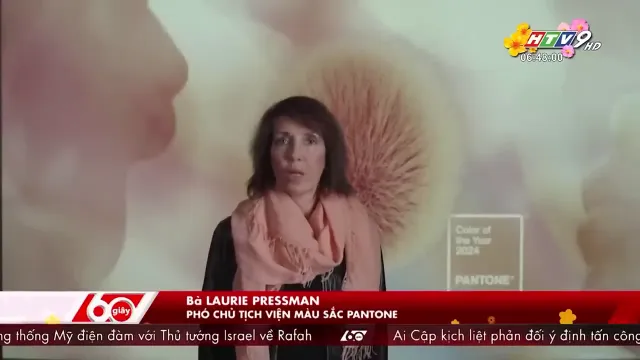 HTV9 HD
06:48:00
Color of
the Year
2024
PANTONE
60 giây
Bà LAURIE PRESSMAN
PHÓ CHỦ TỊCH VIỆN MÀU SẮC PANTONE
ng thống Mỹ điện đàm với Thủ tướng Israel về Rafah 60 Ai Cập kịch liệt phản đối ý định tấn công